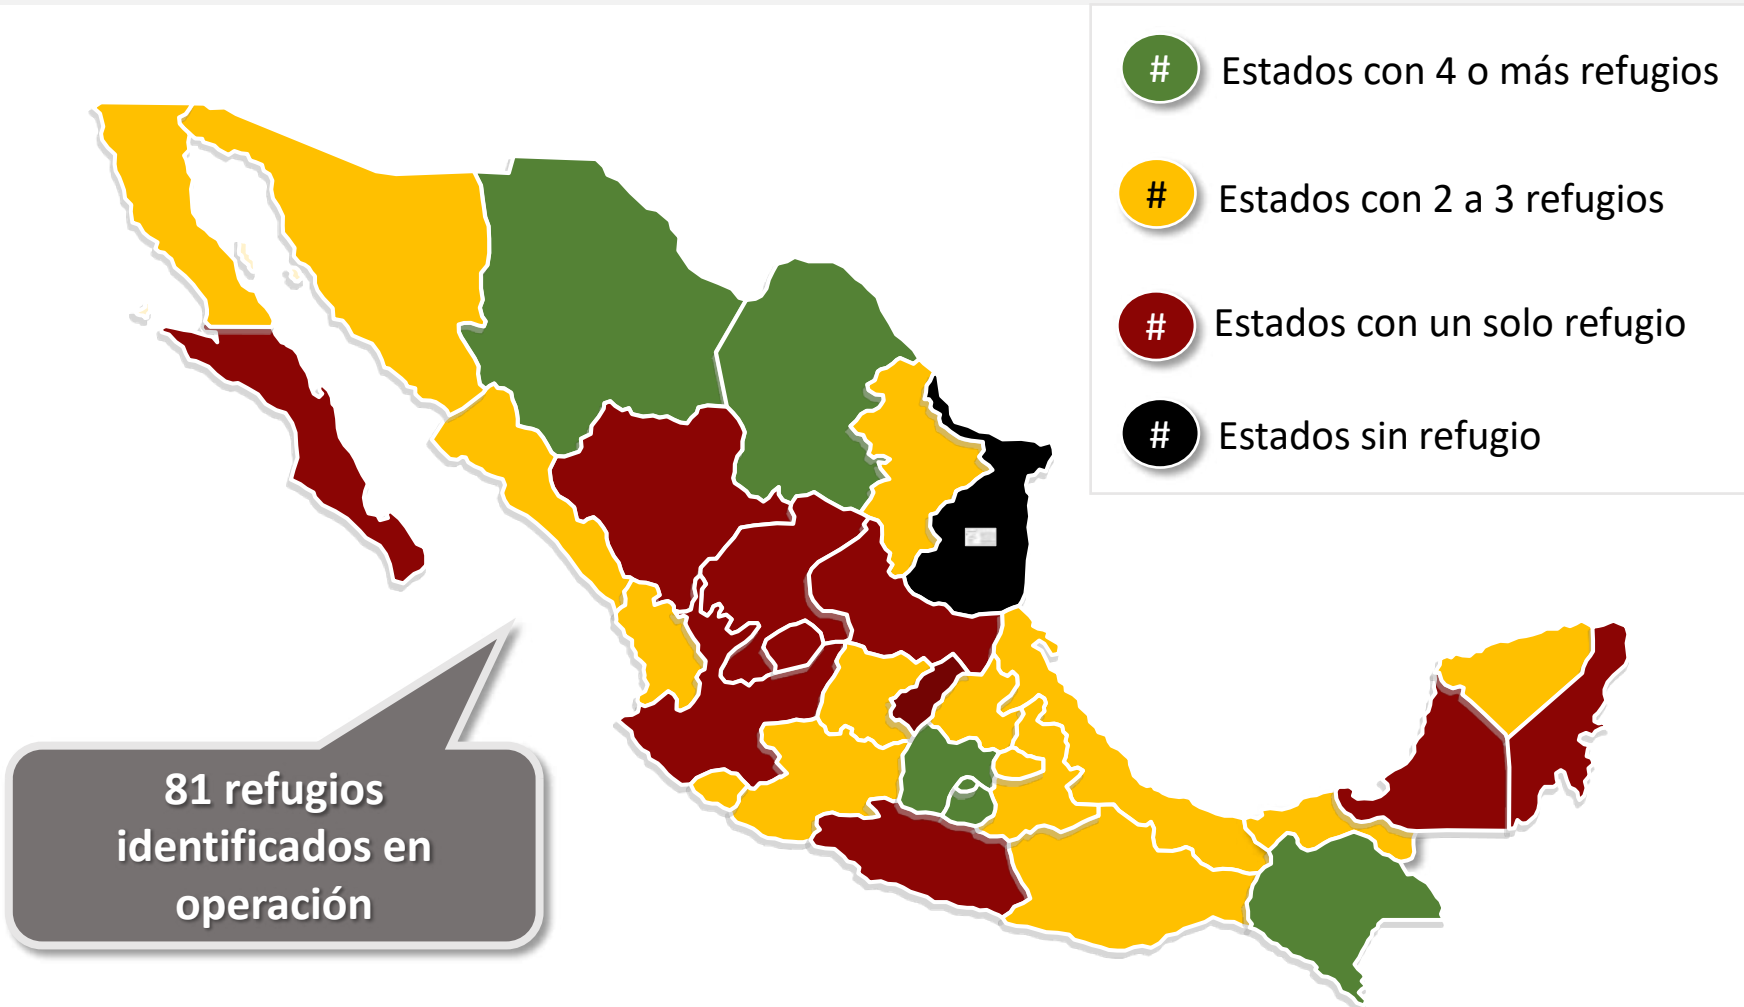 # Estados con 4 o más refugios
# Estados con 2 a 3 refugios
# Estados con un solo refugio
# Estados sin refugio
81 refugios
identificados en
operación